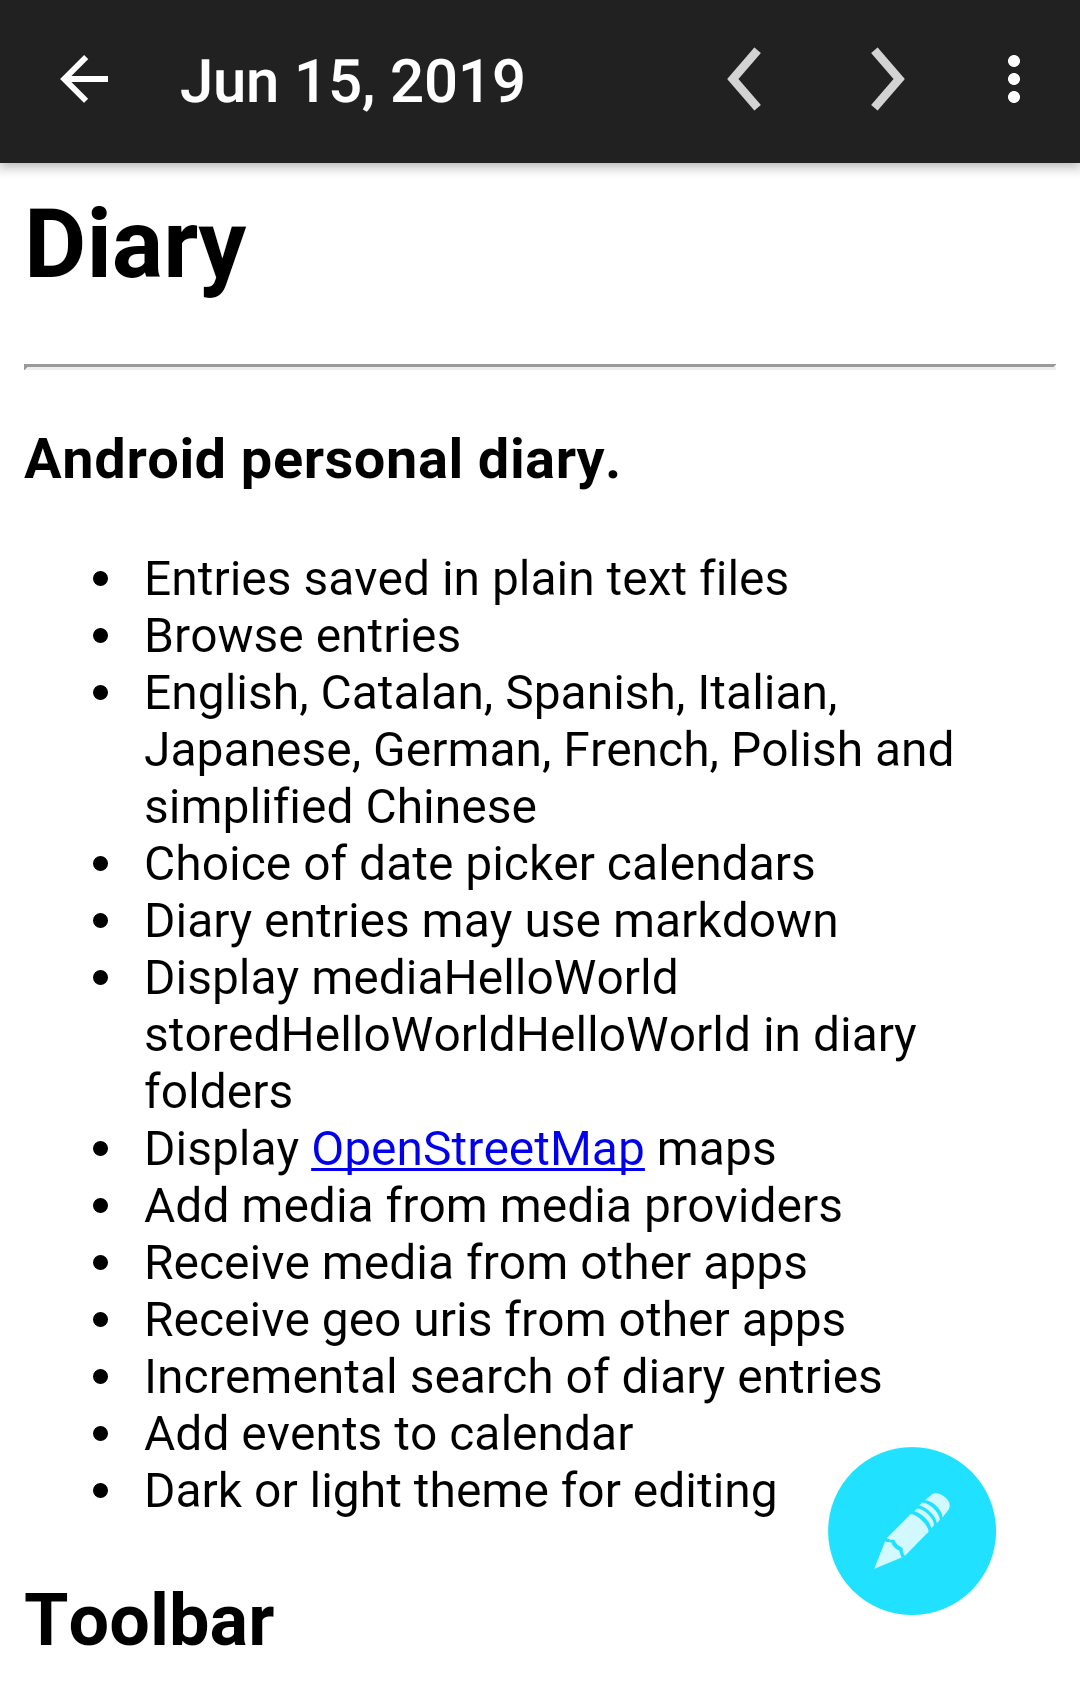 Jun 15, 2019
Diary
Android personal diary.
Entries saved in plain text files
Browse entries
English, Catalan, Spanish, Italian,
Japanese, German, French, Polish and
simplified Chinese
Choice of date picker calendars
Diary entries may use markdown
Display mediaHelloWorld
storedHelloWorldHelloWorld in diary
folders
Display OpenStreetMap maps
Add media from media providers
Receive media from other apps
Receive geo uris from other apps
Incremental search of diary entries
Add events to calendar
Dark or light theme for editing
Toolbar